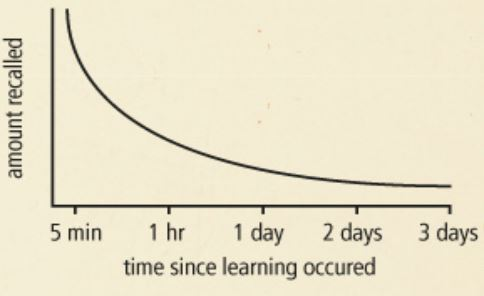 amount recalled
5 min 1 hr 1 day 2 days 3 days
time since learning occured